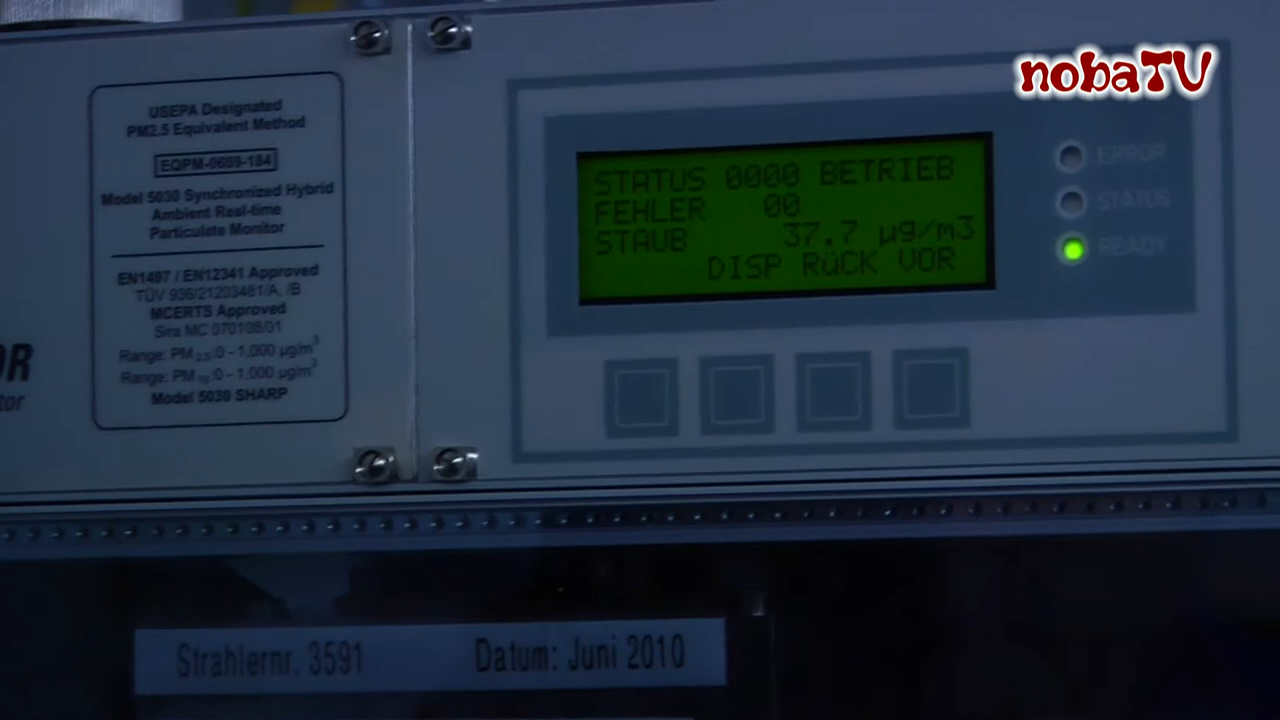 nobaTV
USEPA Designated
PM2.5 Equivalent Method
EQPM-0609-184
Model 5030 Synchronized Hybrid
Ambient Real-time
Particulate Monitor
EN1497 / EN12341 Approved
TÜV 936/21203481/A, /B
MCERTS Approved
Sira MC 070108/01
Range: PM2.5:0 - 1,000 µg/m³
Range: PM10:0 - 1,000 µg/m³
Model 5030 SHARP
STATUS 0000 BETRIEB
FEHLER 00
STAUB 37.7 µg/m3
DISP RüCK VOR
ERROR
STATUS
READY
Strahlernr. 3591 Datum: Juni 2010